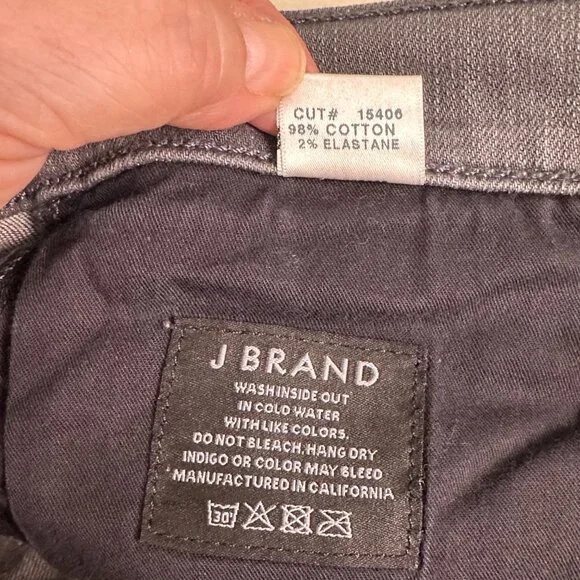 CUT# 15406
98% COTTON
2% ELASTANE
J BRAND
WASH INSIDE OUT
IN COLD WATER
WITH LIKE COLORS.
DO NOT BLEACH. HANG DRY
INDIGO OR COLOR MAY BLEED
MANUFACTURED IN CALIFORNIA
30°